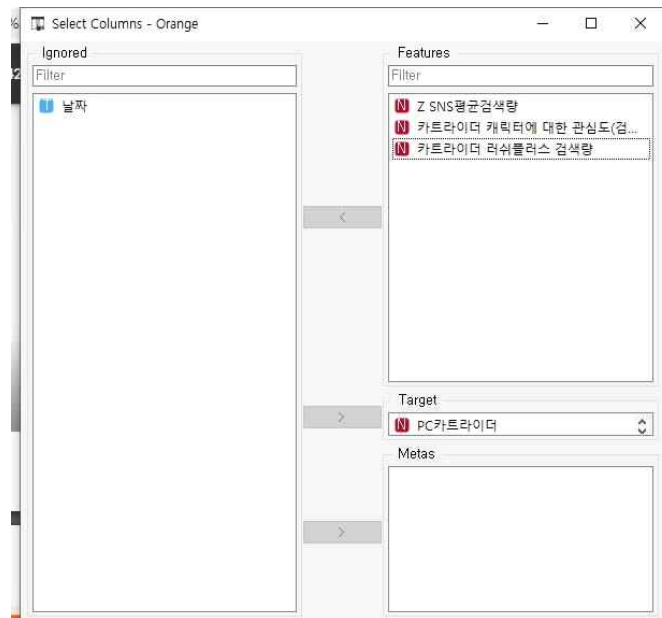 %
42
Select Columns - Orange
Ignored
Filter
날짜
<
>
>
Features
Filter
N Z SNS평균검색량
N 카트라이더 캐릭터에 대한 관심도(검...
N 카트라이더 러쉬플러스 검색량
Target
N PC카트라이더
Metas